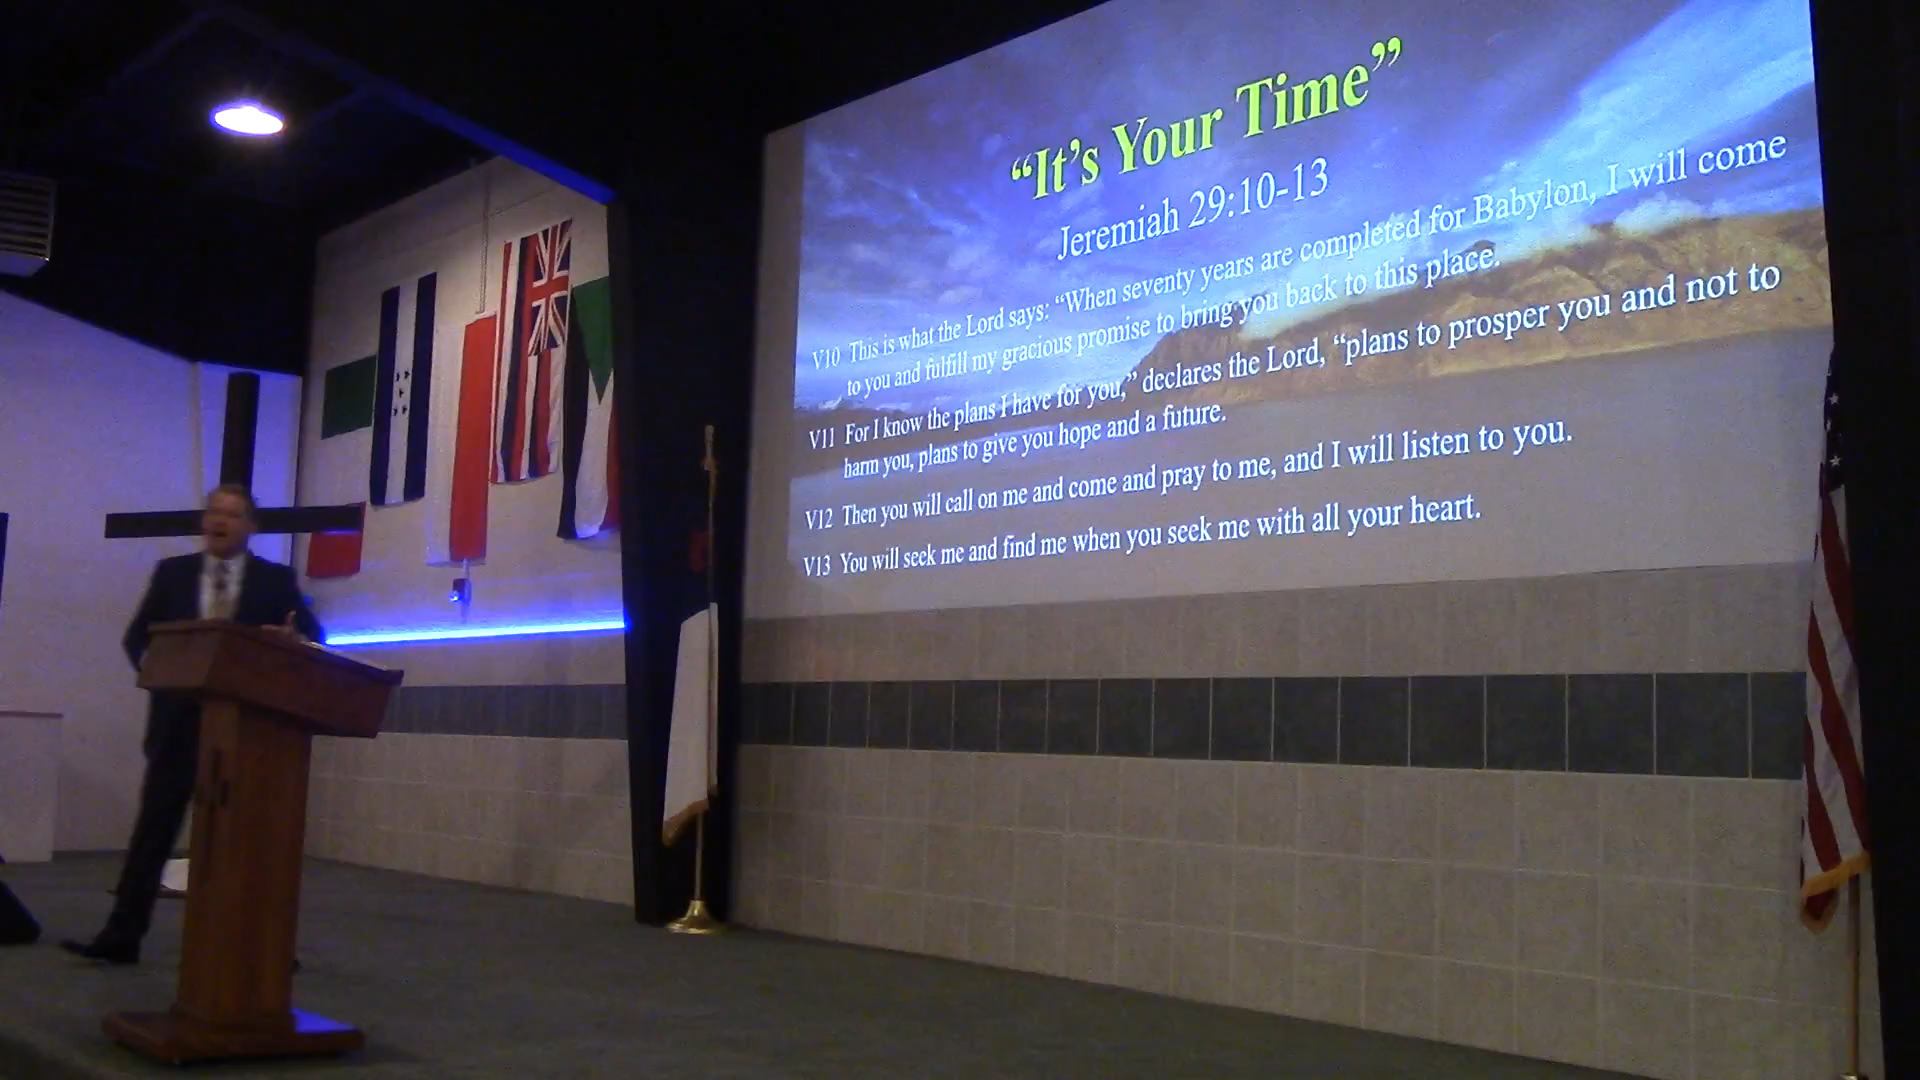 “It’s Your Time”
Jeremiah 29:10-13
V10 This is what the Lord says: “When seventy years are completed for Babylon, I will come
to you and fulfill my gracious promise to bring you back to this place.
V11 For I know the plans I have for you,” declares the Lord, “plans to prosper you and not to
harm you, plans to give you hope and a future.
V12 Then you will call on me and come and pray to me, and I will listen to you.
V13 You will seek me and find me when you seek me with all your heart.